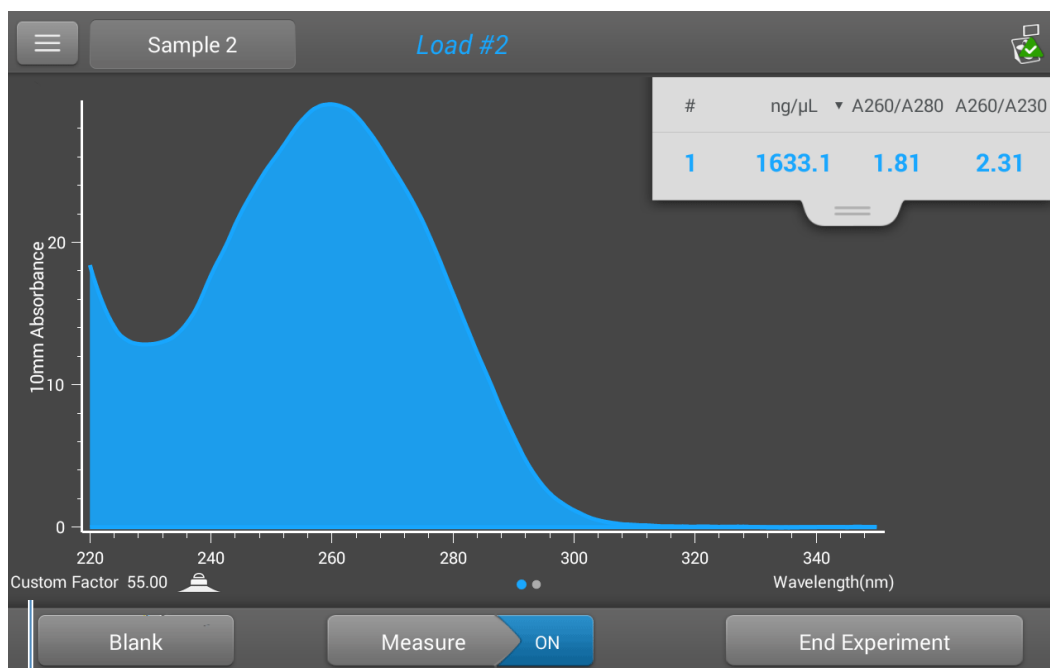 Sample 2
Load #2
# ng/µL ▾ A260/A280 A260/A230
1 1633.1 1.81 2.31
10mm Absorbance
20
10
0
220 240 260 280 300 320 340
Custom Factor 55.00
Wavelength(nm)
Blank
Measure
ON
End Experiment